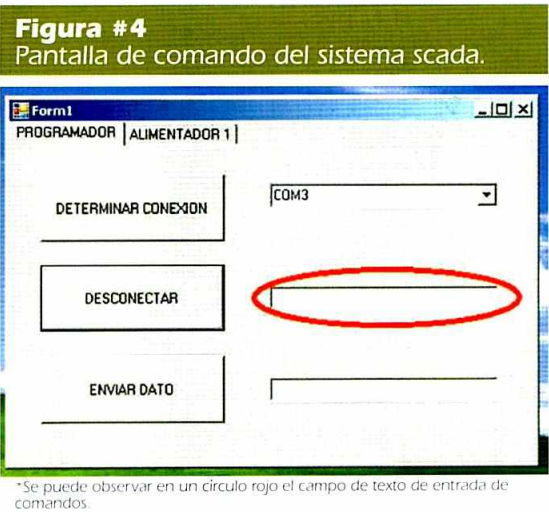 Figura #4
Pantalla de comando del sistema scada.
Form1
PROGRAMADOR ALIMENTADOR 1
DETERMINAR CONEXION
COM3
DESCONECTAR
ENVIAR DATO
*Se puede observar en un círculo rojo el campo de texto de entrada de
comandos.